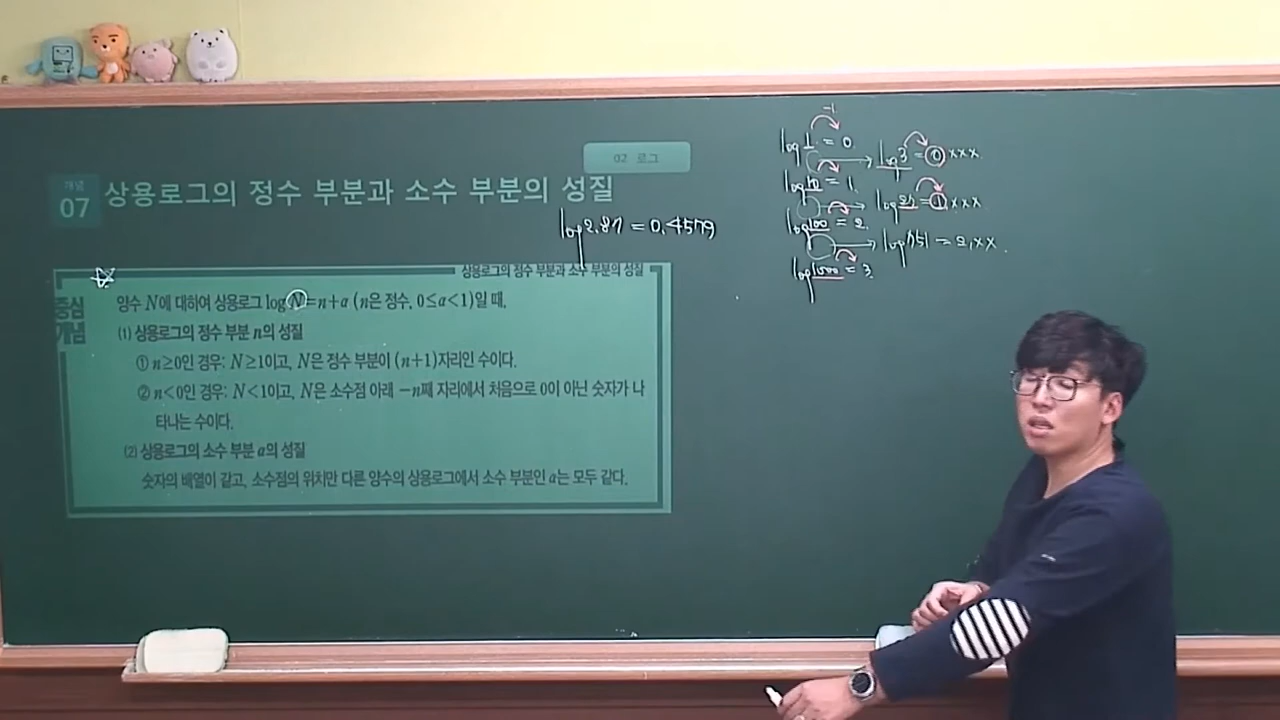 02 로그
개념
07 상용로그의 정수 부분과 소수 부분의 성질
log2.87 = 0.4579
상용로그의 정수 부분과 소수 부분의 성질
중심
개념
양수 N에 대하여 상용로그 log N=n+α (n은 정수, 0≤α<1)일 때,
(1) 상용로그의 정수 부분 n의 성질
① n≥0인 경우: N≥1이고, N은 정수 부분이 (n+1)자리인 수이다.
② n<0인 경우: N<1이고, N은 소수점 아래 -n째 자리에서 처음으로 0이 아닌 숫자가 나
타나는 수이다.
(2) 상용로그의 소수 부분 α의 성질
숫자의 배열이 같고, 소수점의 위치만 다른 양수의 상용로그에서 소수 부분인 α는 모두 같다.
-1
log1 = 0
log3 = 0.×××
log10 = 1
log100 = 2
log1000 = 3